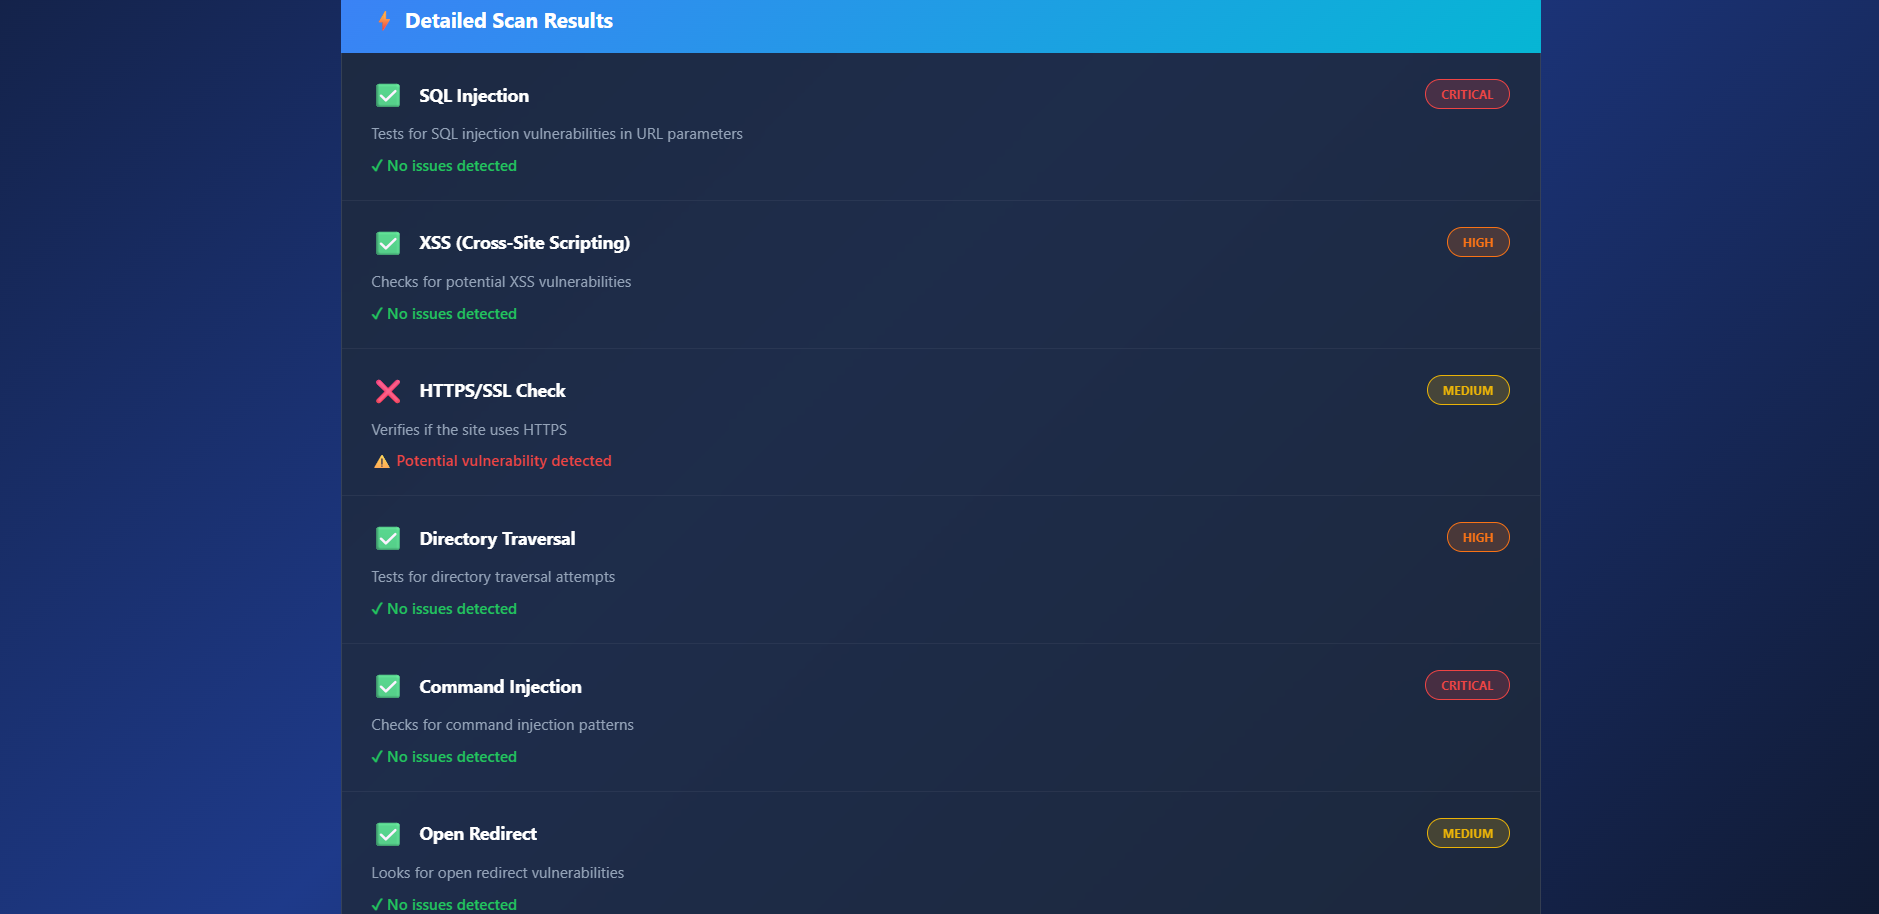 Detailed Scan Results
SQL Injection
CRITICAL
Tests for SQL injection vulnerabilities in URL parameters
✓ No issues detected
XSS (Cross-Site Scripting)
HIGH
Checks for potential XSS vulnerabilities
✓ No issues detected
HTTPS/SSL Check
MEDIUM
Verifies if the site uses HTTPS
⚠️ Potential vulnerability detected
Directory Traversal
HIGH
Tests for directory traversal attempts
✓ No issues detected
Command Injection
CRITICAL
Checks for command injection patterns
✓ No issues detected
Open Redirect
MEDIUM
Looks for open redirect vulnerabilities
✓ No issues detected